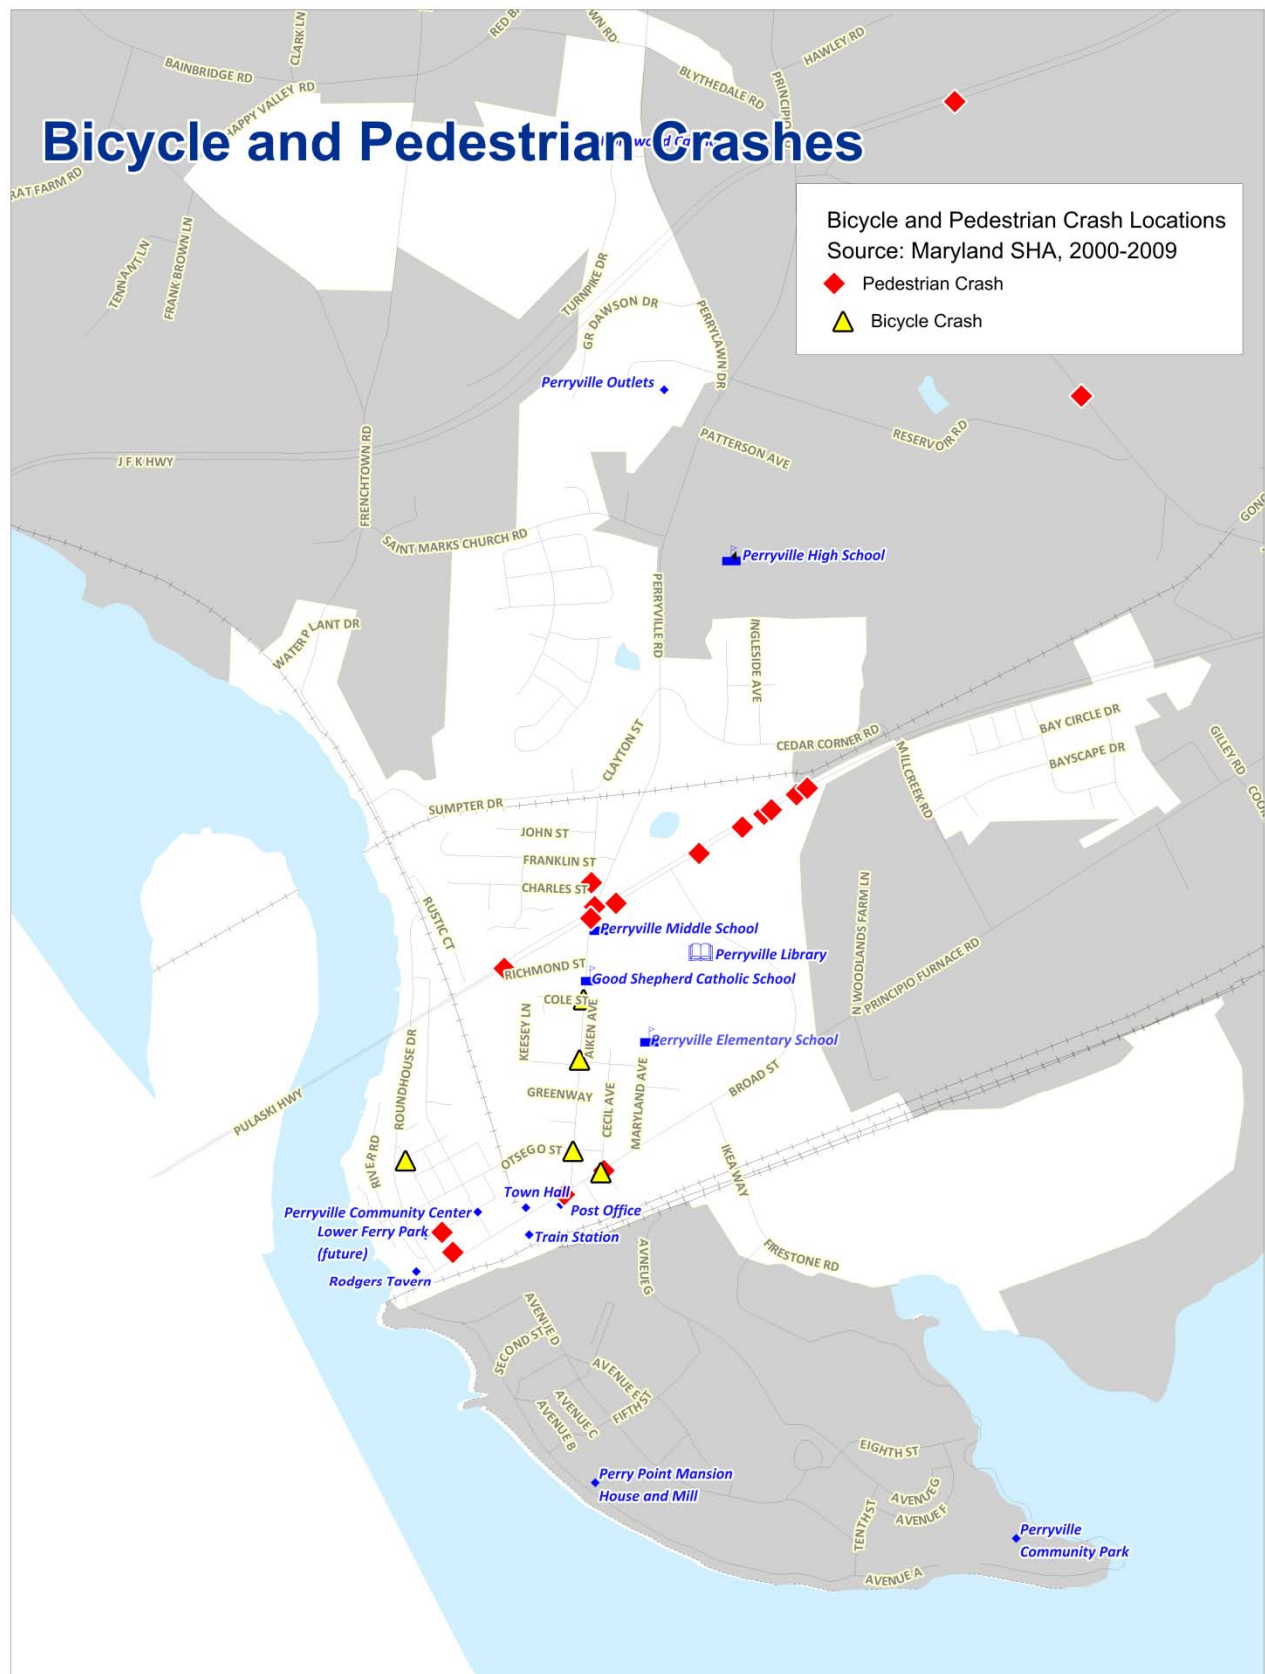 CLARK LN
RED B
WN RD
HAWLEY RD
BAINBRIDGE RD
BLYTHEDALE RD
PRINCIPIO
HAPPY VALLEY RD
Bicycle and Pedestrian Crashes
RAT FARM RD
Bicycle and Pedestrian Crash Locations
Source: Maryland SHA, 2000-2009
Pedestrian Crash
Bicycle Crash
TENNANT LN
FRANK BROWN LN
TURNPIKE DR
GR DAWSON DR
PERRYLAWN DR
Perryville Outlets
PATTERSON AVE
RESERVOIR RD
J F K HWY
FRENCHTOWN RD
SAINT MARKS CHURCH RD
GONC
Perryville High School
PERRYVILLE RD
INGLESIDE AVE
WATER PLANT DR
CLAYTON ST
CEDAR CORNER RD
BAY CIRCLE DR
BAYSCAPE DR
GILLEY RD
COOK
MILLCREEK RD
SUMPTER DR
JOHN ST
FRANKLIN ST
CHARLES ST
RUSTIC CT
Perryville Middle School
Perryville Library
RICHMOND ST
Good Shepherd Catholic School
COLE ST
KEESEY LN
AIKEN AVE
Perryville Elementary School
N WOODLANDS FARM LN
PRINCIPIO FURNACE RD
ROUNDHOUSE DR
PULASKI HWY
GREENWAY
CECIL AVE
MARYLAND AVE
BROAD ST
RIVER RD
OTSEGO ST
IKEA WAY
Town Hall
Perryville Community Center
Post Office
Lower Ferry Park
(future)
Train Station
Rodgers Tavern
AVNEUE G
FIRESTONE RD
AVENUE D
SECOND ST
AVENUE E
FIFTH ST
AVENUE C
AVENUE B
EIGHTH ST
Perry Point Mansion
House and Mill
AVENUE G
AVENUE F
TENTH ST
Perryville
Community Park
AVENUE A